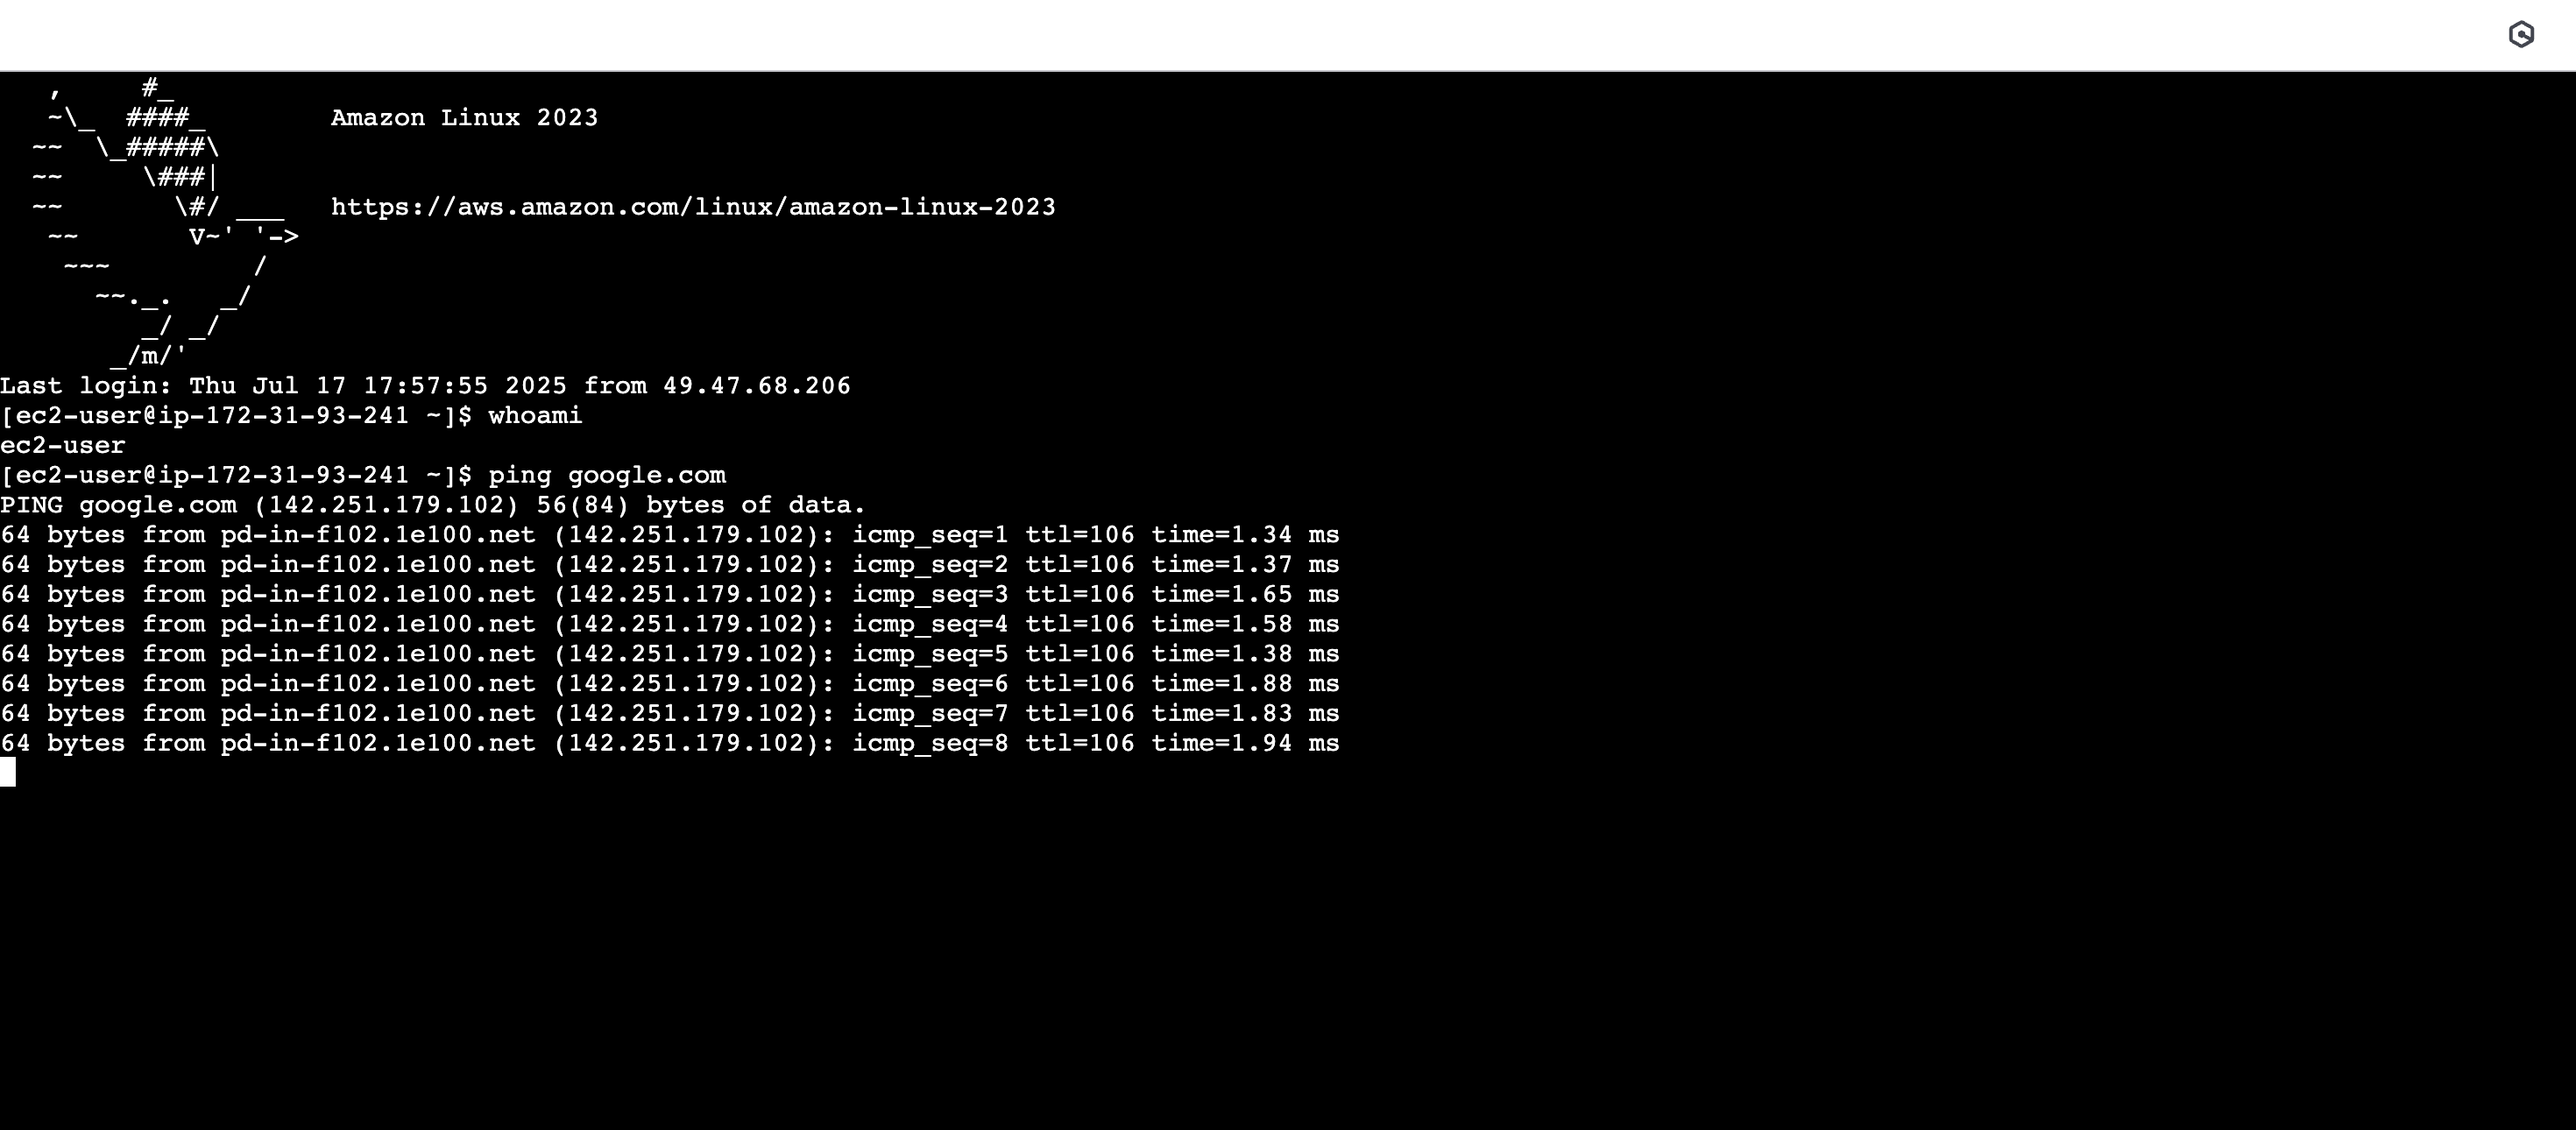 ,     #_
   ~\_  ####_        Amazon Linux 2023
  ~~  \_#####\
  ~~     \###|
  ~~       \#/ ___   https://aws.amazon.com/linux/amazon-linux-2023
   ~~       V~' '->
    ~~~         /
      ~~._.   _/
         _/ _/
       _/m/'
Last login: Thu Jul 17 17:57:55 2025 from 49.47.68.206
[ec2-user@ip-172-31-93-241 ~]$ whoami
ec2-user
[ec2-user@ip-172-31-93-241 ~]$ ping google.com
PING google.com (142.251.179.102) 56(84) bytes of data.
64 bytes from pd-in-f102.1e100.net (142.251.179.102): icmp_seq=1 ttl=106 time=1.34 ms
64 bytes from pd-in-f102.1e100.net (142.251.179.102): icmp_seq=2 ttl=106 time=1.37 ms
64 bytes from pd-in-f102.1e100.net (142.251.179.102): icmp_seq=3 ttl=106 time=1.65 ms
64 bytes from pd-in-f102.1e100.net (142.251.179.102): icmp_seq=4 ttl=106 time=1.58 ms
64 bytes from pd-in-f102.1e100.net (142.251.179.102): icmp_seq=5 ttl=106 time=1.38 ms
64 bytes from pd-in-f102.1e100.net (142.251.179.102): icmp_seq=6 ttl=106 time=1.88 ms
64 bytes from pd-in-f102.1e100.net (142.251.179.102): icmp_seq=7 ttl=106 time=1.83 ms
64 bytes from pd-in-f102.1e100.net (142.251.179.102): icmp_seq=8 ttl=106 time=1.94 ms